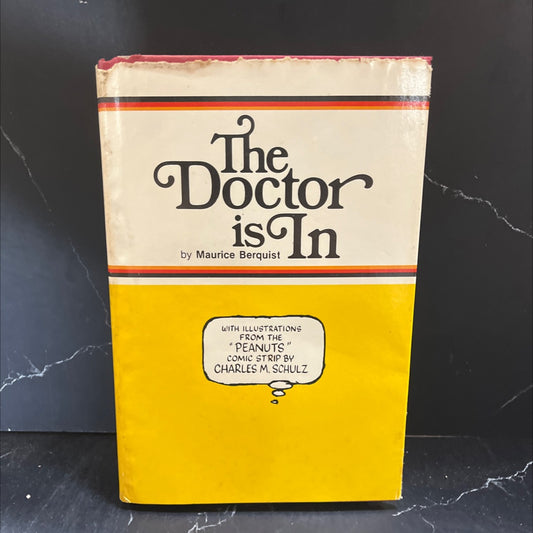 The
Doctor
is In
by Maurice Berquist
WITH ILLUSTRATIONS
FROM THE
"PEANUTS"
COMIC STRIP BY
CHARLES M. SCHULZ